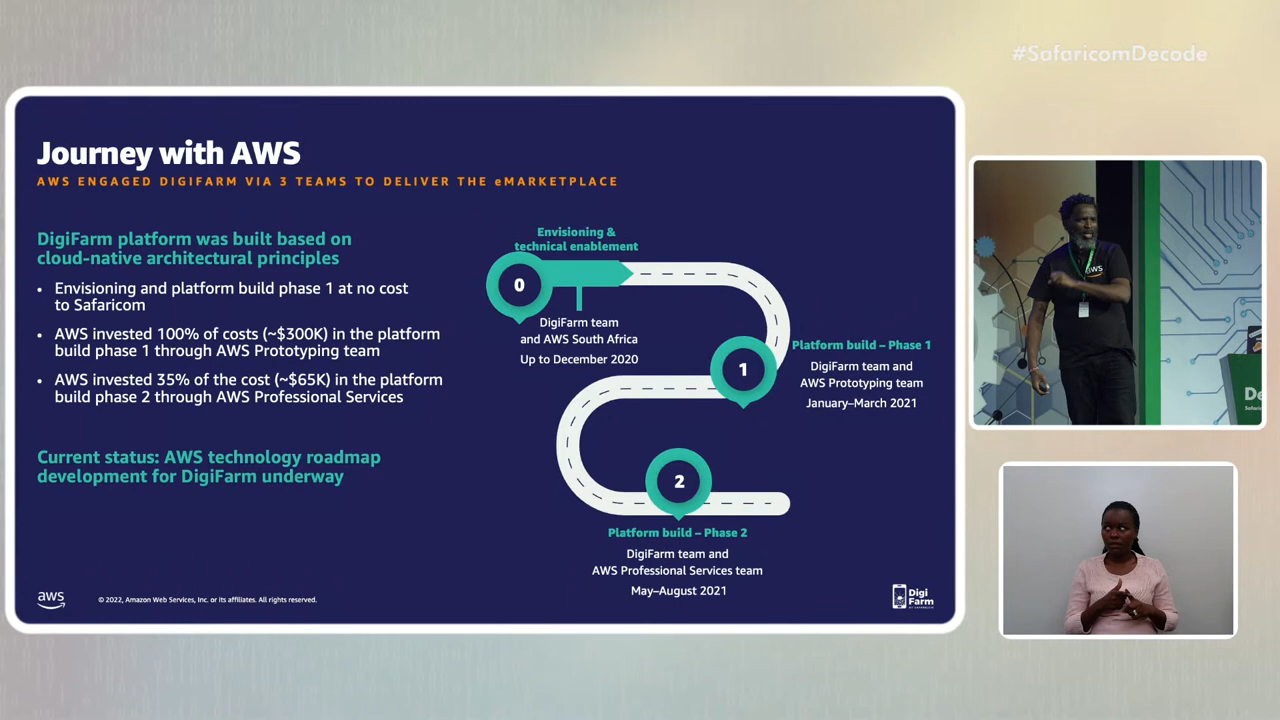 #SafaricomDecode
Journey with AWS
AWS ENGAGED DIGIFARM VIA 3 TEAMS TO DELIVER THE eMARKETPLACE
DigiFarm platform was built based on
cloud-native architectural principles
• Envisioning and platform build phase 1 at no cost
to Safaricom
• AWS invested 100% of costs (~$300K) in the platform
build phase 1 through AWS Prototyping team
• AWS invested 35% of the cost (~$65K) in the platform
build phase 2 through AWS Professional Services
Current status: AWS technology roadmap
development for DigiFarm underway
Envisioning &
technical enablement
0
DigiFarm team
and AWS South Africa
Up to December 2020
1
Platform build – Phase 1
DigiFarm team and
AWS Prototyping team
January–March 2021
2
Platform build – Phase 2
DigiFarm team and
AWS Professional Services team
May–August 2021
aws
© 2022, Amazon Web Services, Inc. or its affiliates. All rights reserved.
Digi
Farm
aws
De
Safaric